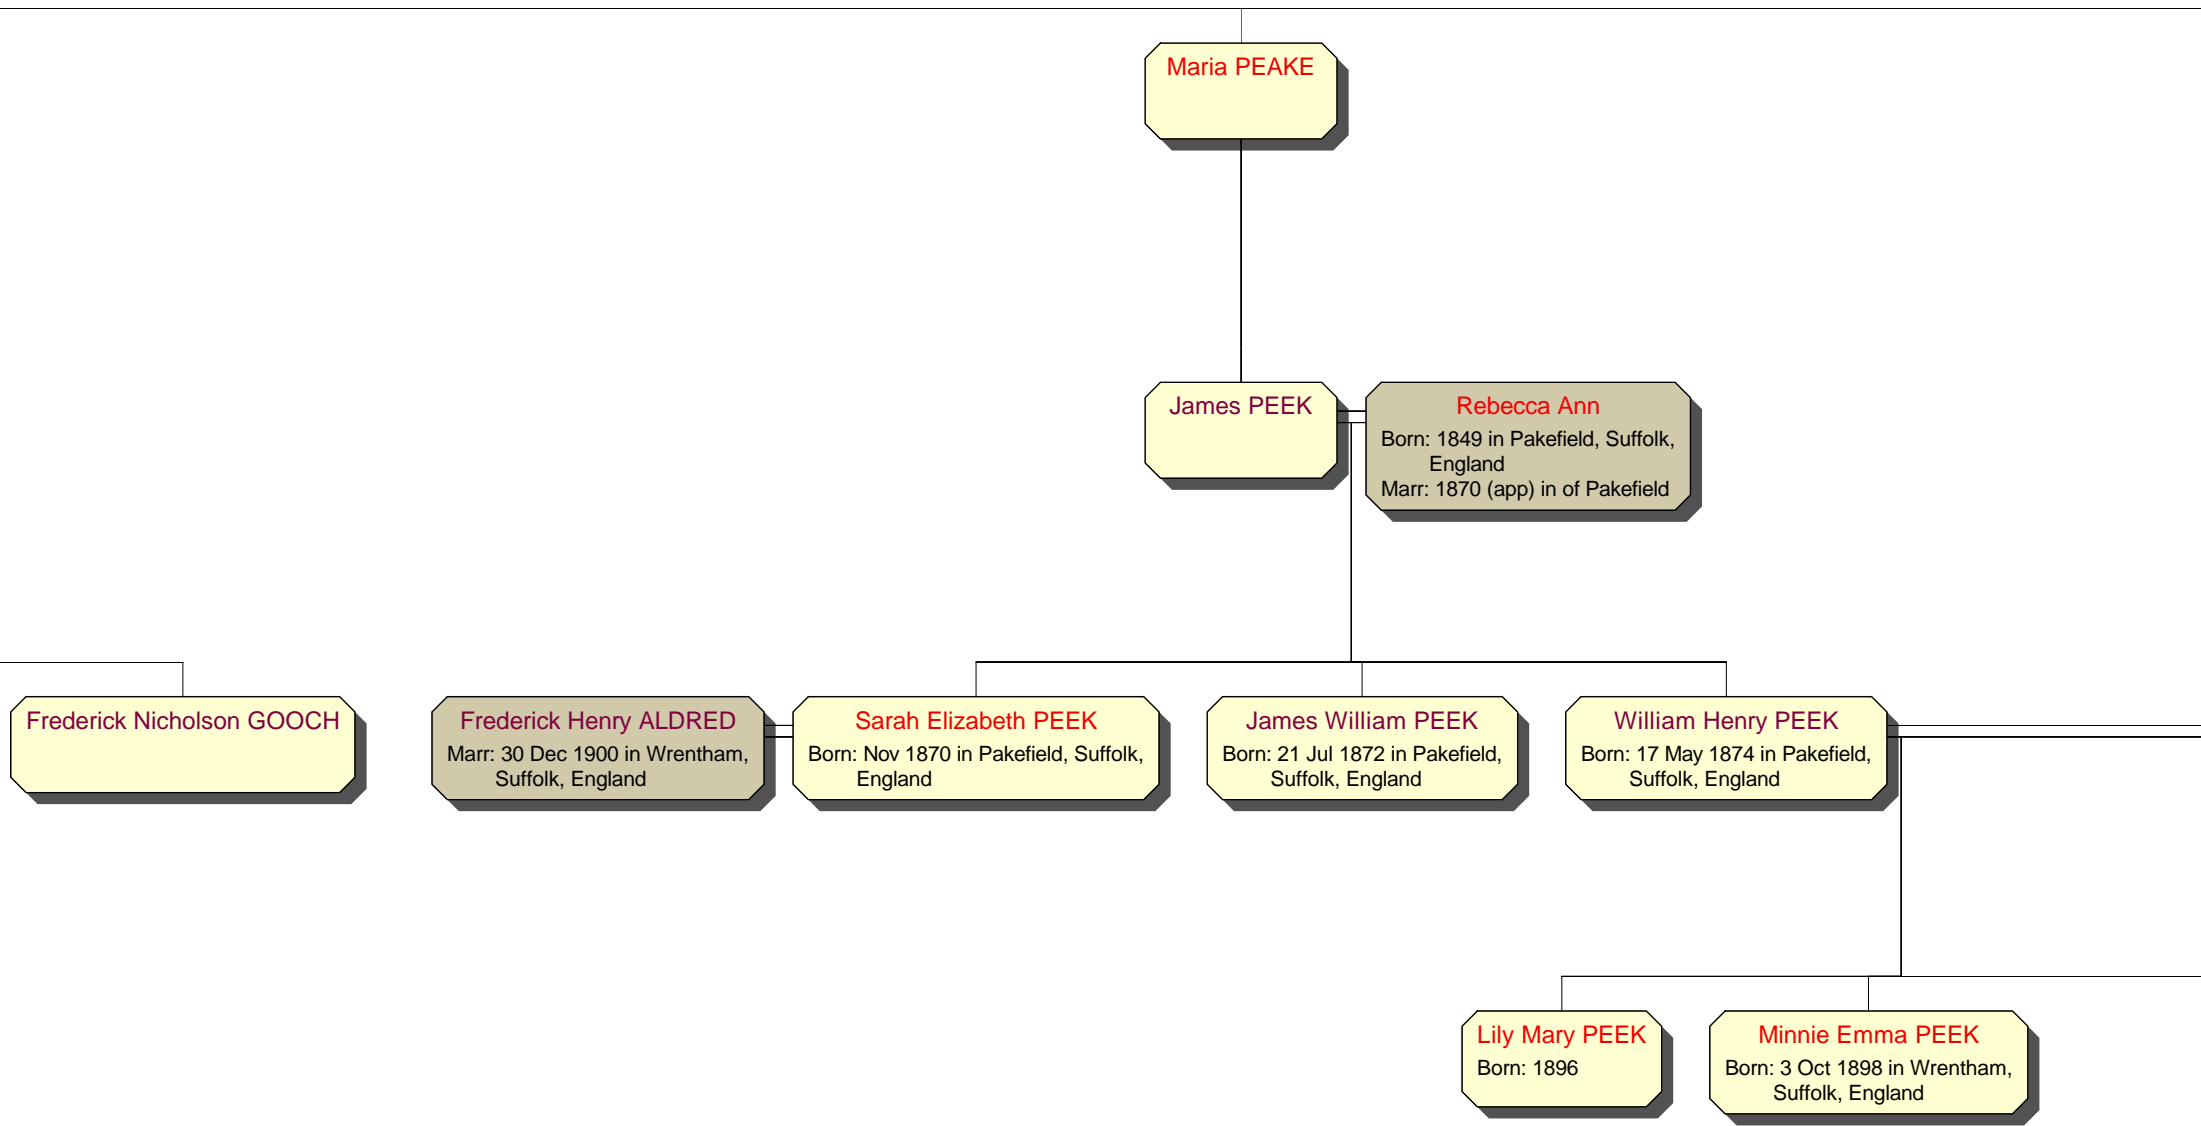 Maria PEAKE
James PEEK
Rebecca Ann
Born: 1849 in Pakefield, Suffolk,
England
Marr: 1870 (app) in of Pakefield
Frederick Nicholson GOOCH
Frederick Henry ALDRED
Marr: 30 Dec 1900 in Wrentham,
Suffolk, England
Sarah Elizabeth PEEK
Born: Nov 1870 in Pakefield, Suffolk,
England
James William PEEK
Born: 21 Jul 1872 in Pakefield,
Suffolk, England
William Henry PEEK
Born: 17 May 1874 in Pakefield,
Suffolk, England
Lily Mary PEEK
Born: 1896
Minnie Emma PEEK
Born: 3 Oct 1898 in Wrentham,
Suffolk, England